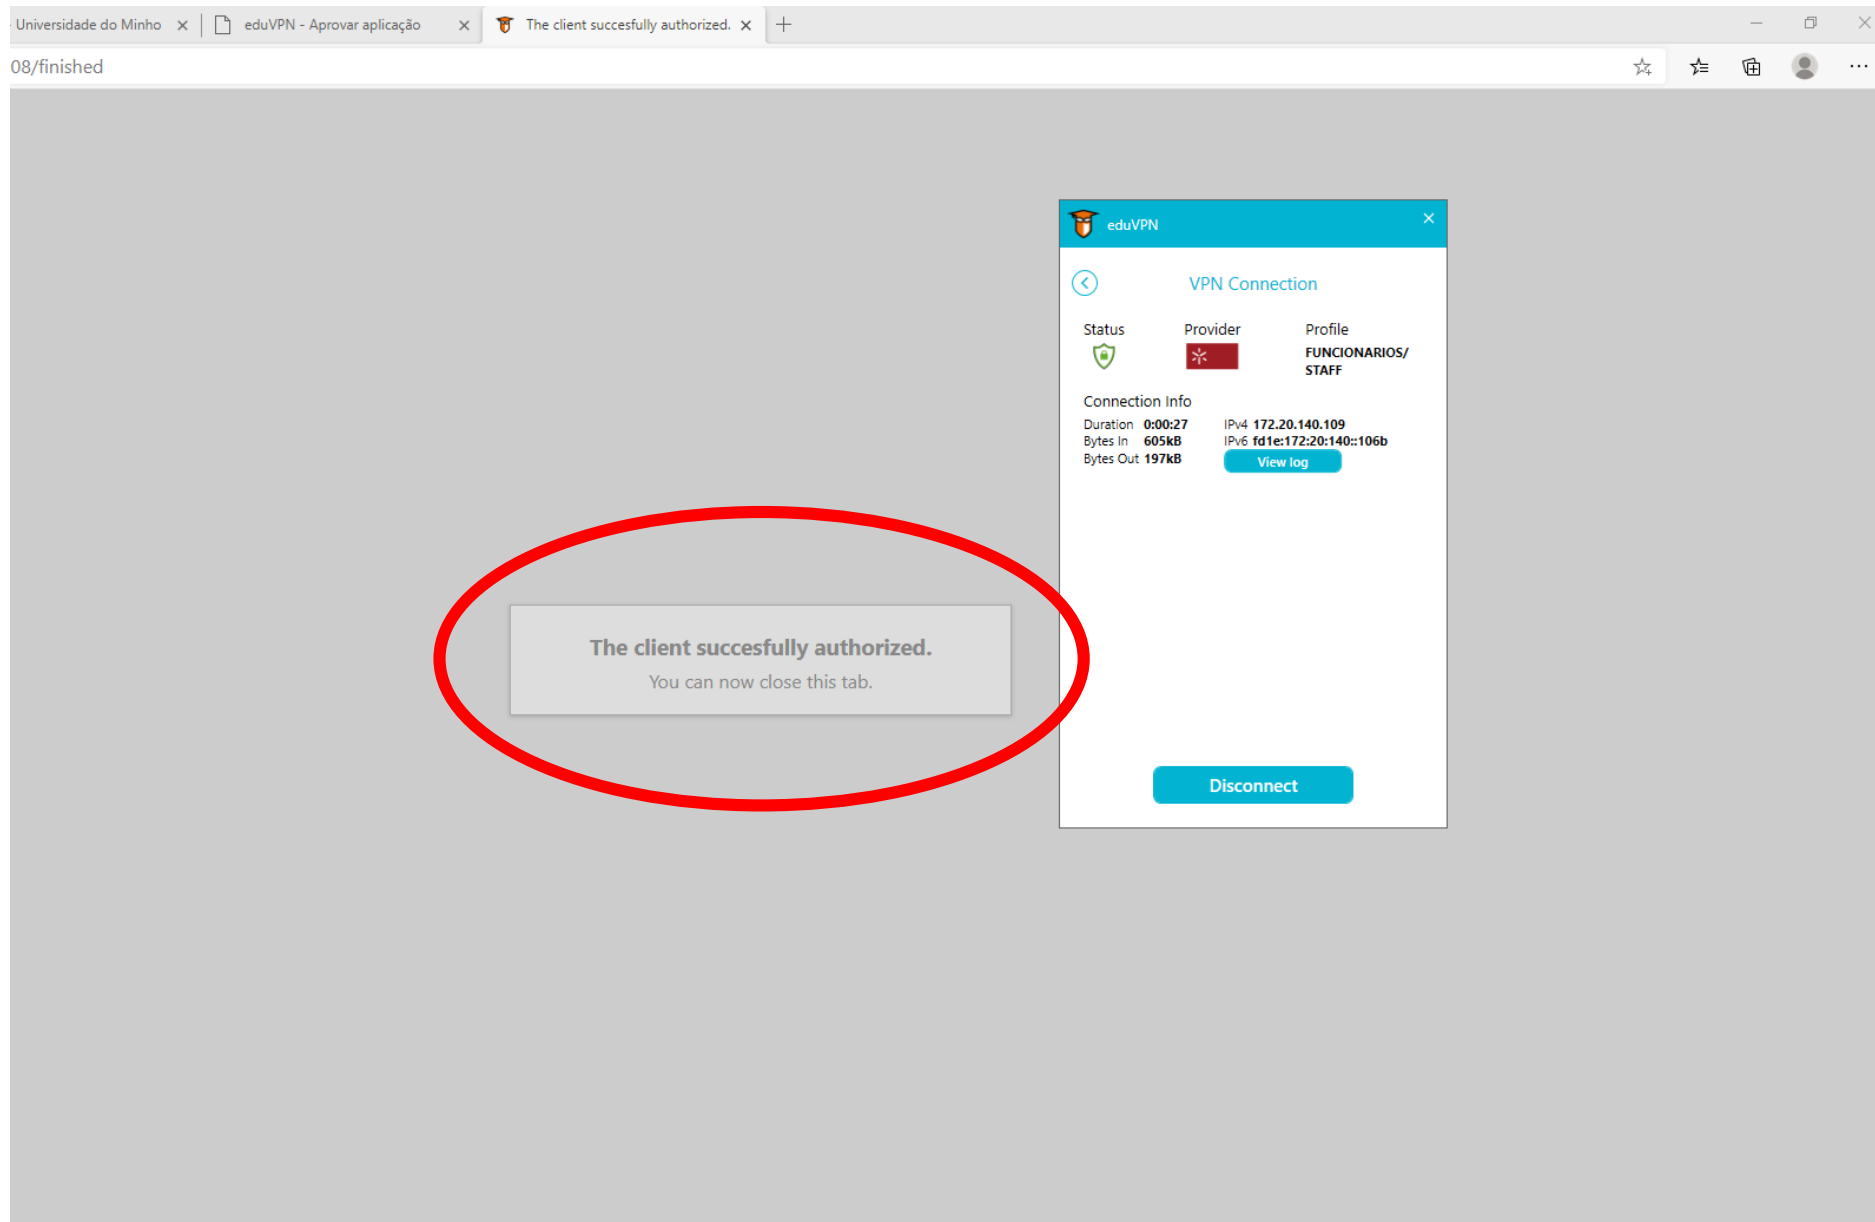 Universidade do Minho
eduVPN - Aprovar aplicação
The client succesfully authorized.
08/finished
eduVPN
VPN Connection
Status Provider Profile
FUNCIONARIOS/
STAFF
Connection Info
Duration 0:00:27 IPv4 172.20.140.109
Bytes In 605kB IPv6 fd1e:172:20:140::106b
Bytes Out 197kB View log
The client succesfully authorized.
You can now close this tab.
Disconnect